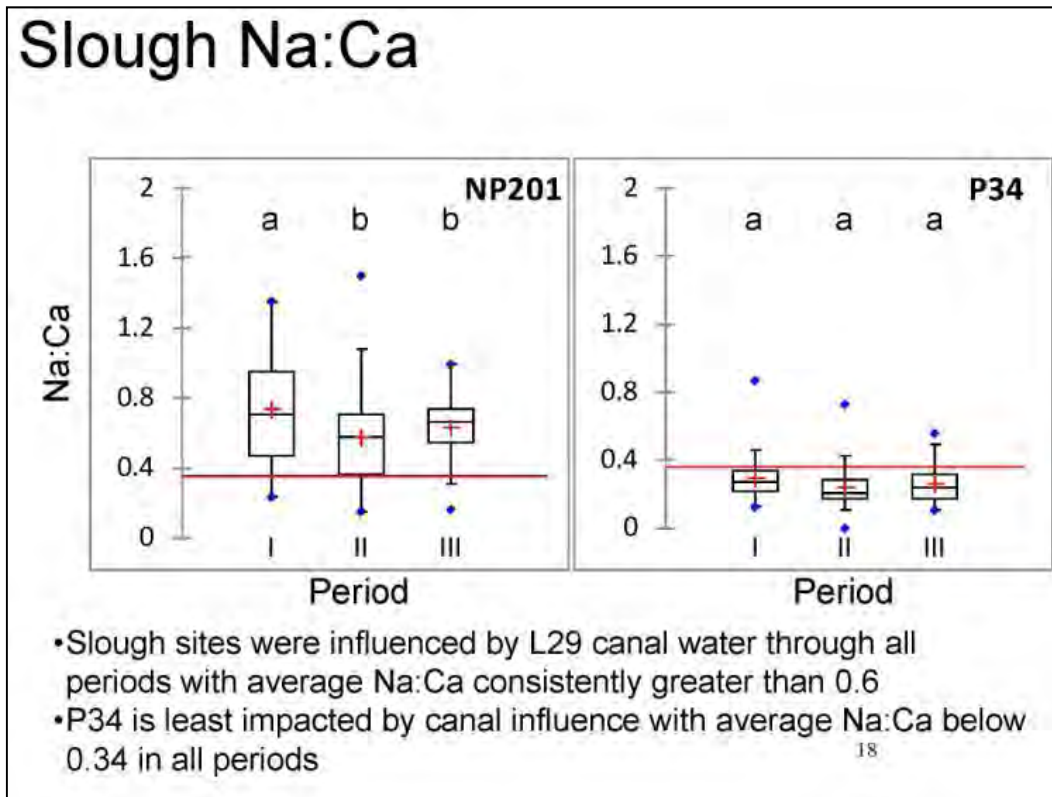 Slough Na:Ca
NP201
2
1.6
1.2
0.8
0.4
0
Na:Ca
a b b
I II III
Period
P34
2
1.6
1.2
0.8
0.4
0
a a a
I II III
Period
•Slough sites were influenced by L29 canal water through all
periods with average Na:Ca consistently greater than 0.6
•P34 is least impacted by canal influence with average Na:Ca below
0.34 in all periods
18